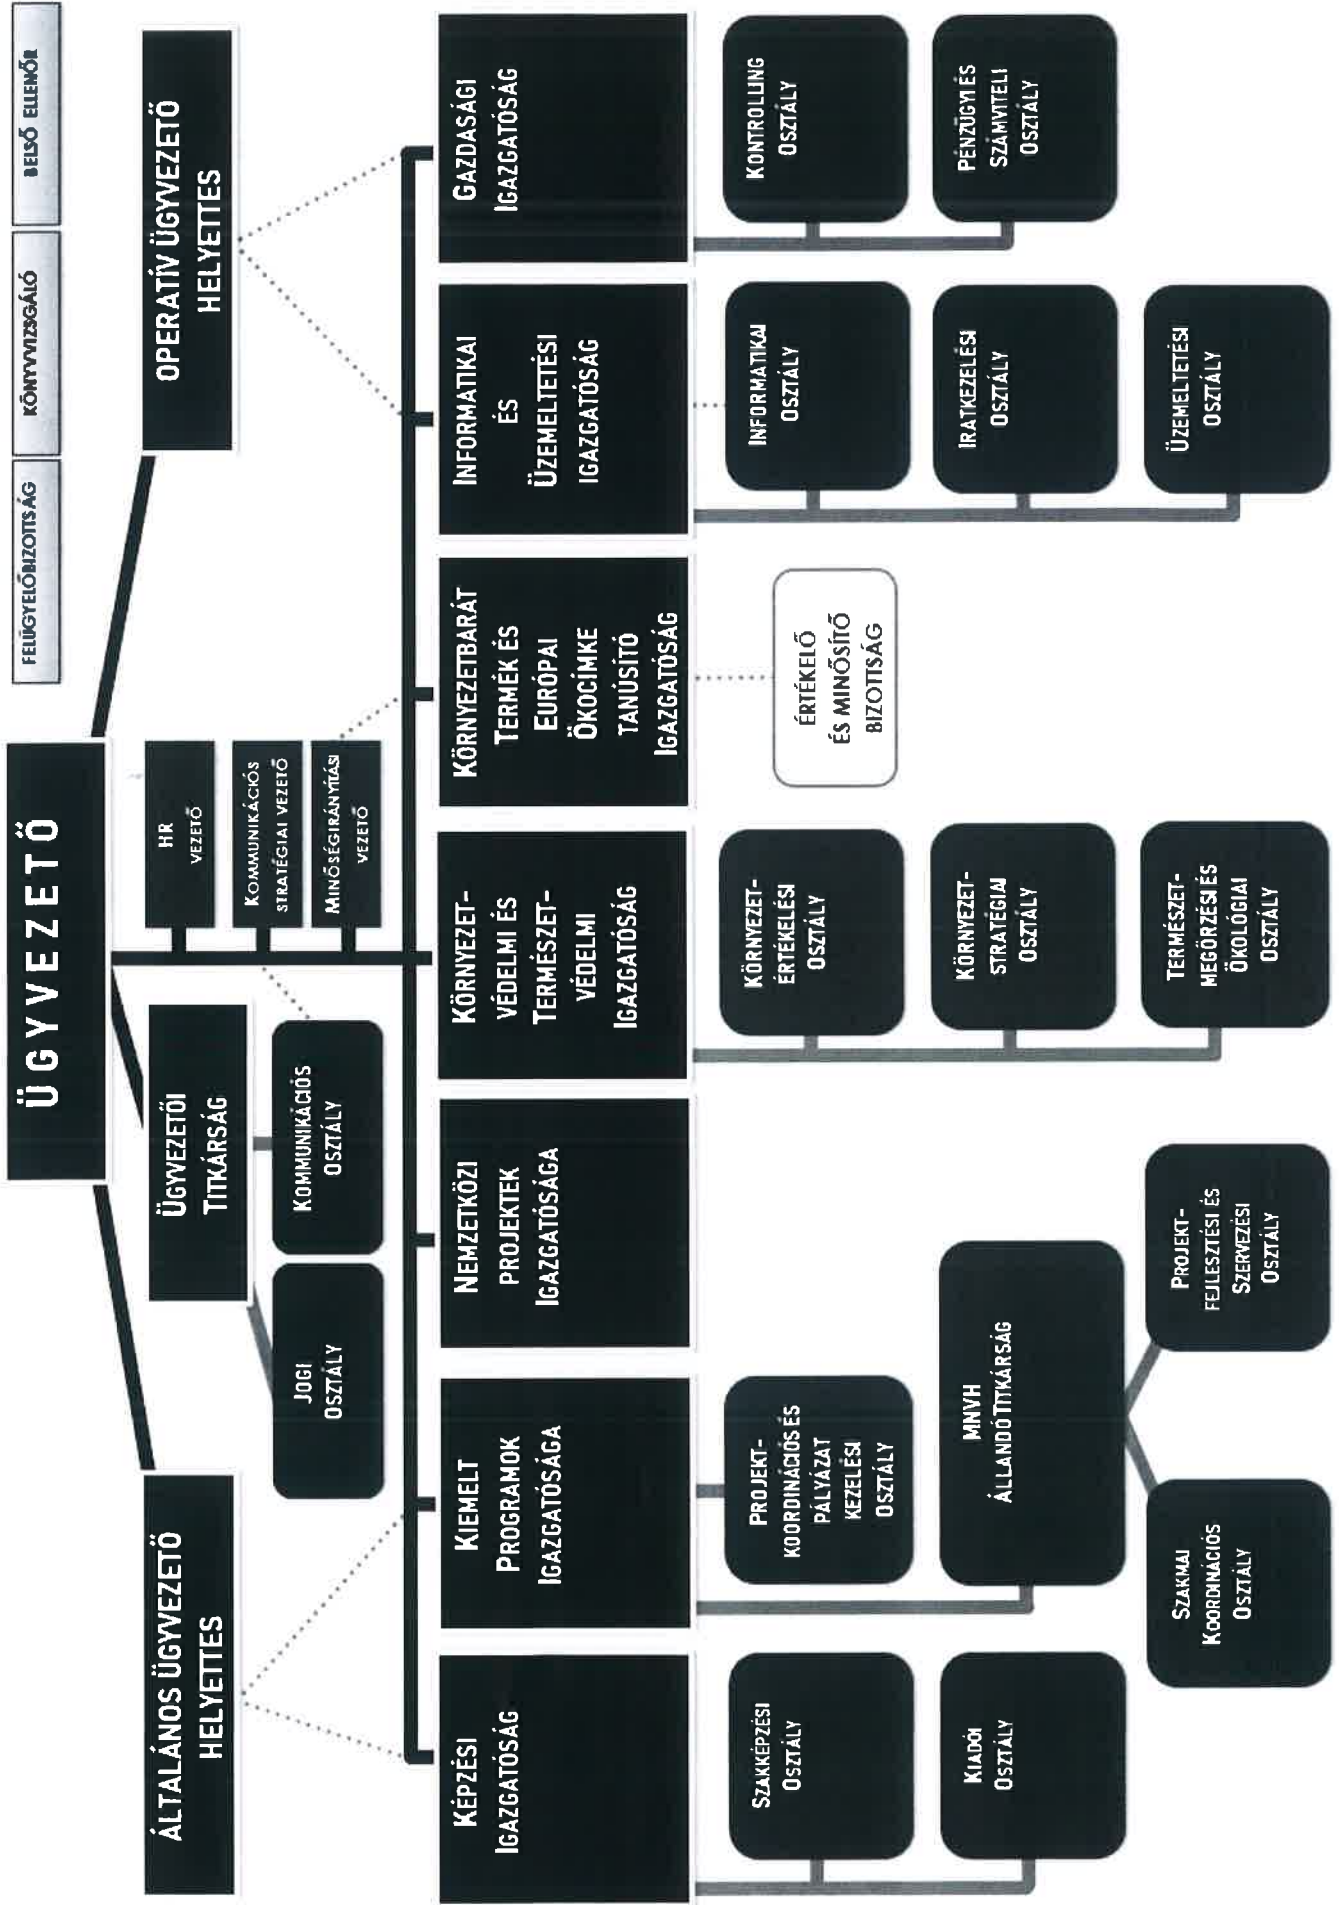 FELÜGYELŐBIZOTTSÁG
KÖNYVVIZSGÁLÓ
BELSŐ ELLENŐR
ÜGYVEZETŐ
ÁLTALÁNOS ÜGYVEZETŐ
HELYETTES
ÜGYVEZETŐI
TITKÁRSÁG
HR
VEZETŐ
KOMMUNIKÁCIÓS
STRATÉGIAI VEZETŐ
MINŐSÉGIRÁNYÍTÁSI
VEZETŐ
OPERATÍV ÜGYVEZETŐ
HELYETTES
JOGI
OSZTÁLY
KOMMUNIKÁCIÓS
OSZTÁLY
KÉPZÉSI
IGAZGATÓSÁG
KIEMELT
PROGRAMOK
IGAZGATÓSÁGA
NEMZETKÖZI
PROJEKTEK
IGAZGATÓSÁGA
KÖRNYEZET-
VÉDELMI ÉS
TERMÉSZET-
VÉDELMI
IGAZGATÓSÁG
KÖRNYEZETBARÁT
TERMÉK ÉS
EURÓPAI
ÖKOCÍMKE
TANÚSÍTÓ
IGAZGATÓSÁG
INFORMATIKAI
ÉS
ÜZEMELTETÉSI
IGAZGATÓSÁG
GAZDASÁGI
IGAZGATÓSÁG
SZAKKÉPZÉSI
OSZTÁLY
KIADÓI
OSZTÁLY
PROJEKT-
KOORDINÁCIÓS ÉS
PÁLYÁZAT
KEZELÉSI
OSZTÁLY
MNVH
ÁLLANDÓ TITKÁRSÁG
SZAKMAI
KOORDINÁCIÓS
OSZTÁLY
PROJEKT-
FEJLESZTÉSI ÉS
SZERVEZÉSI
OSZTÁLY
KÖRNYEZET-
ÉRTÉKELÉSI
OSZTÁLY
KÖRNYEZET-
STRATÉGIAI
OSZTÁLY
TERMÉSZET-
MEGŐRZÉSI ÉS
ÖKOLÓGIAI
OSZTÁLY
ÉRTÉKELŐ
ÉS MINŐSÍTŐ
BIZOTTSÁG
INFORMATIKAI
OSZTÁLY
IRATKEZELÉSI
OSZTÁLY
ÜZEMELTETÉSI
OSZTÁLY
KONTROLLING
OSZTÁLY
PÉNZÜGYI ÉS
SZÁMVITELI
OSZTÁLY